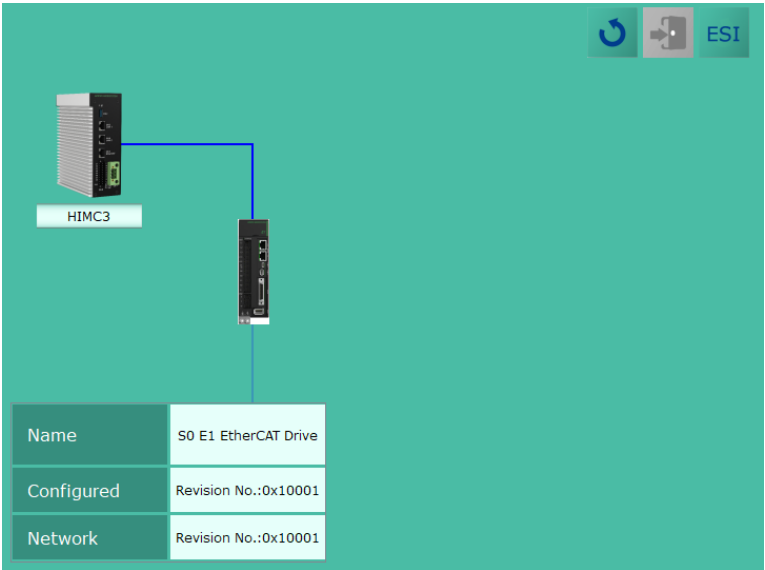 ESI
HIMC3
Name
S0 E1 EtherCAT Drive
Configured
Revision No.:0x10001
Network
Revision No.:0x10001